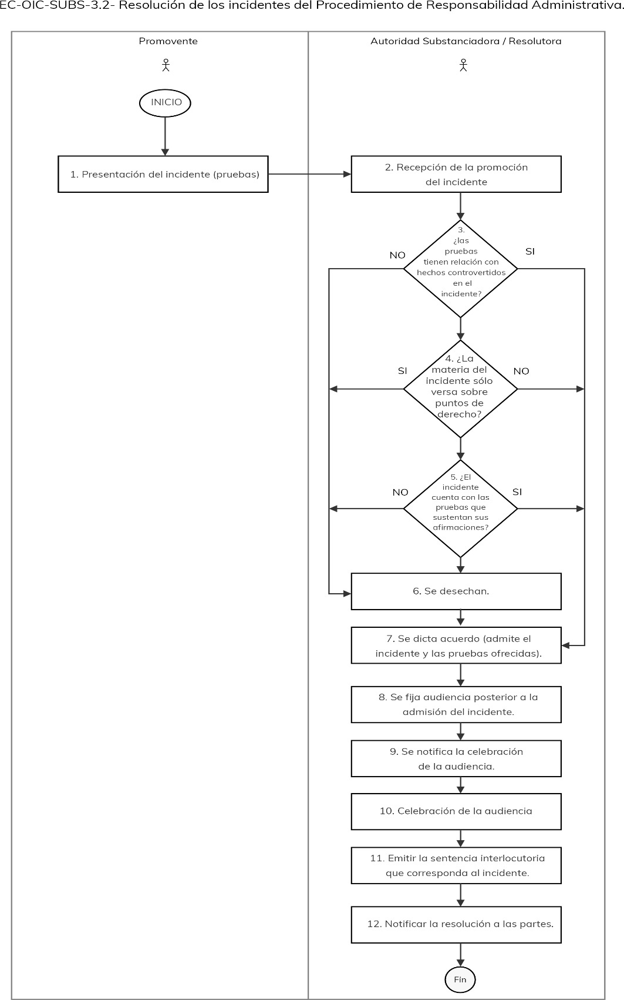 EC-OIC-SUBS-3.2- Resolución de los incidentes del Procedimiento de Responsabilidad Administrativa.
Promovente
Autoridad Substanciadora / Resolutora
INICIO
1. Presentación del incidente (pruebas)
2. Recepción de la promoción
del incidente
3.
¿las
pruebas
tienen relación con
hechos controvertidos
en el
incidente?
NO
SI
4. ¿La
materia del
incidente sólo
versa sobre
puntos de
derecho?
SI
NO
5. ¿El
incidente
cuenta con las
pruebas que
sustentan sus
afirmaciones?
NO
SI
6. Se desechan.
7. Se dicta acuerdo (admite el
incidente y las pruebas ofrecidas).
8. Se fija audiencia posterior a la
admisión del incidente.
9. Se notifica la celebración
de la audiencia.
10. Celebración de la audiencia
11. Emitir la sentencia interlocutoria
que corresponda al incidente.
12. Notificar la resolución a las partes.
Fin